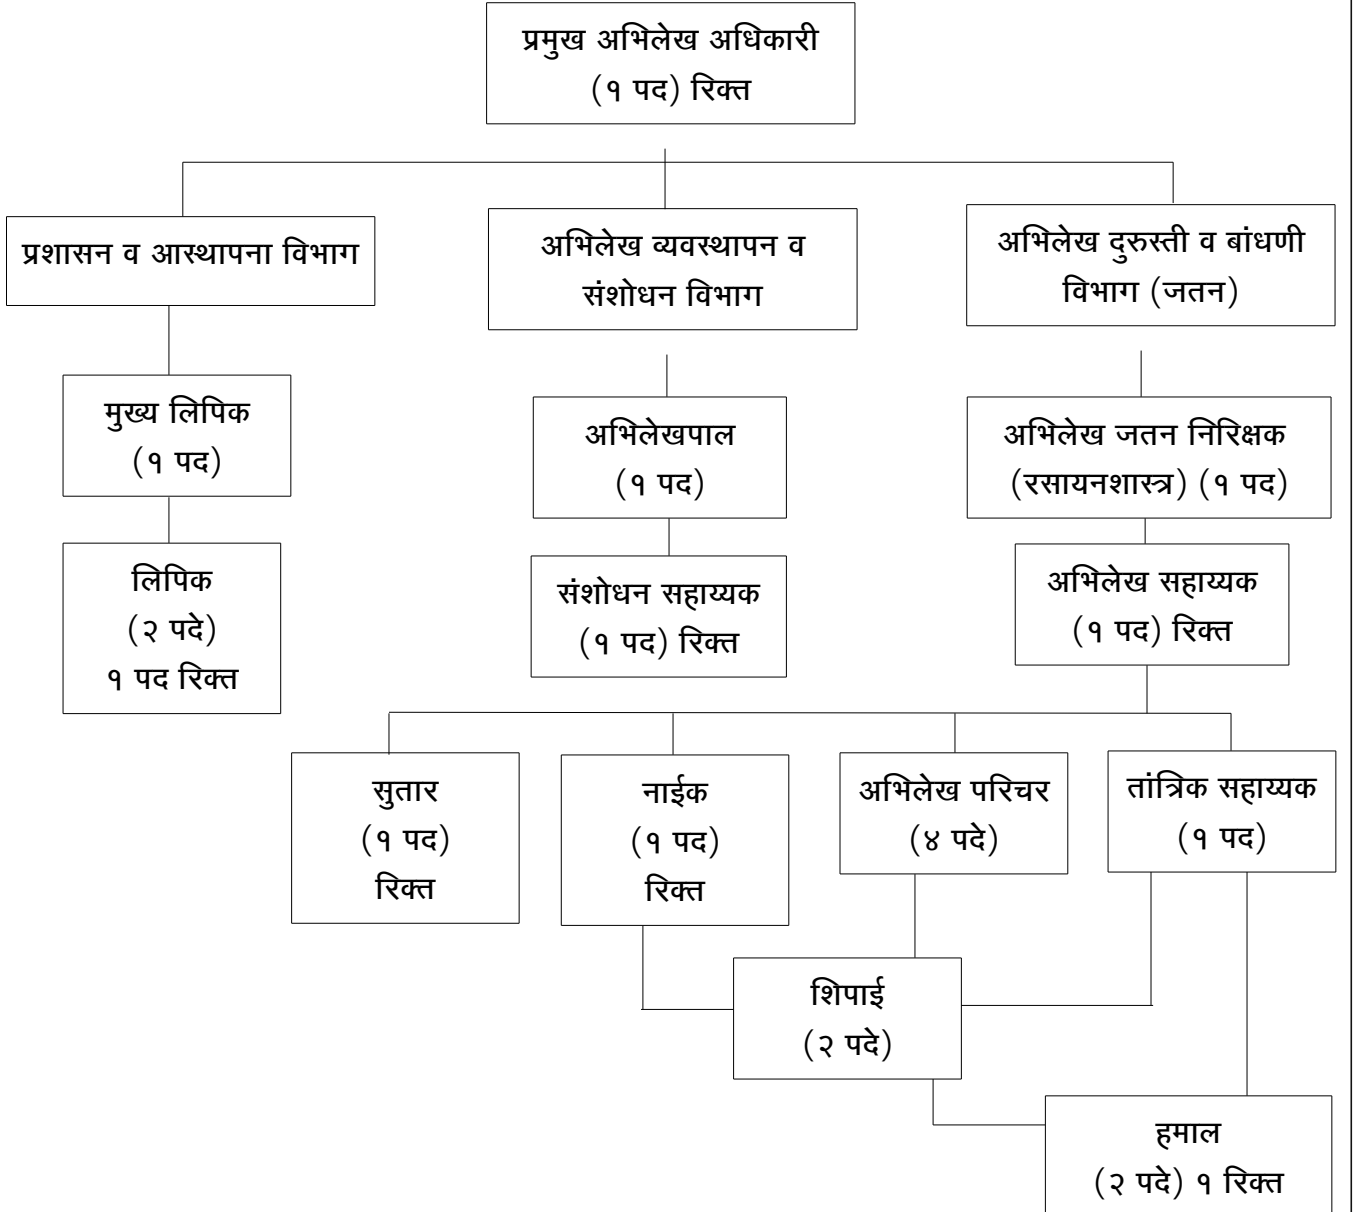 प्रमुख अभिलेख अधिकारी
(१ पद) रिक्त
प्रशासन व आस्थापना विभाग
अभिलेख व्यवस्थापन व
संशोधन विभाग
अभिलेख दुरुस्ती व बांधणी
विभाग (जतन)
मुख्य लिपिक
(१ पद)
अभिलेखपाल
(१ पद)
अभिलेख जतन निरिक्षक
(रसायनशास्त्र) (१ पद)
लिपिक
(२ पदे)
१ पद रिक्त
संशोधन सहाय्यक
(१ पद) रिक्त
अभिलेख सहाय्यक
(१ पद) रिक्त
सुतार
(१ पद)
रिक्त
नाईक
(१ पद)
रिक्त
अभिलेख परिचर
(४ पदे)
तांत्रिक सहाय्यक
(१ पद)
शिपाई
(२ पदे)
हमाल
(२ पदे) १ रिक्त